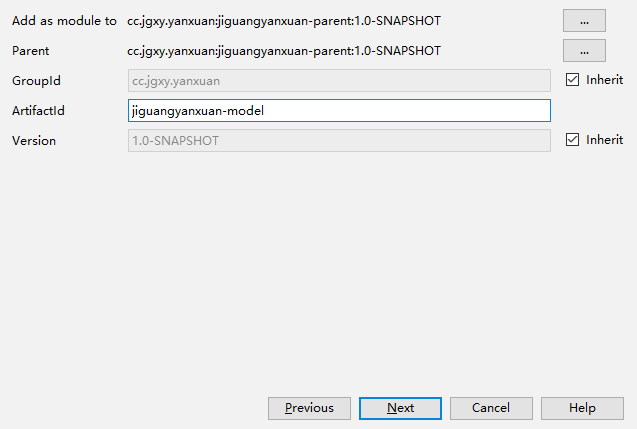 Add as module to cc.jgxy.yanxuan:jiguangyanxuan-parent:1.0-SNAPSHOT ...
Parent cc.jgxy.yanxuan:jiguangyanxuan-parent:1.0-SNAPSHOT ...
GroupId cc.jgxy.yanxuan Inherit
ArtifactId jiguangyanxuan-model
Version 1.0-SNAPSHOT Inherit
Previous Next Cancel Help